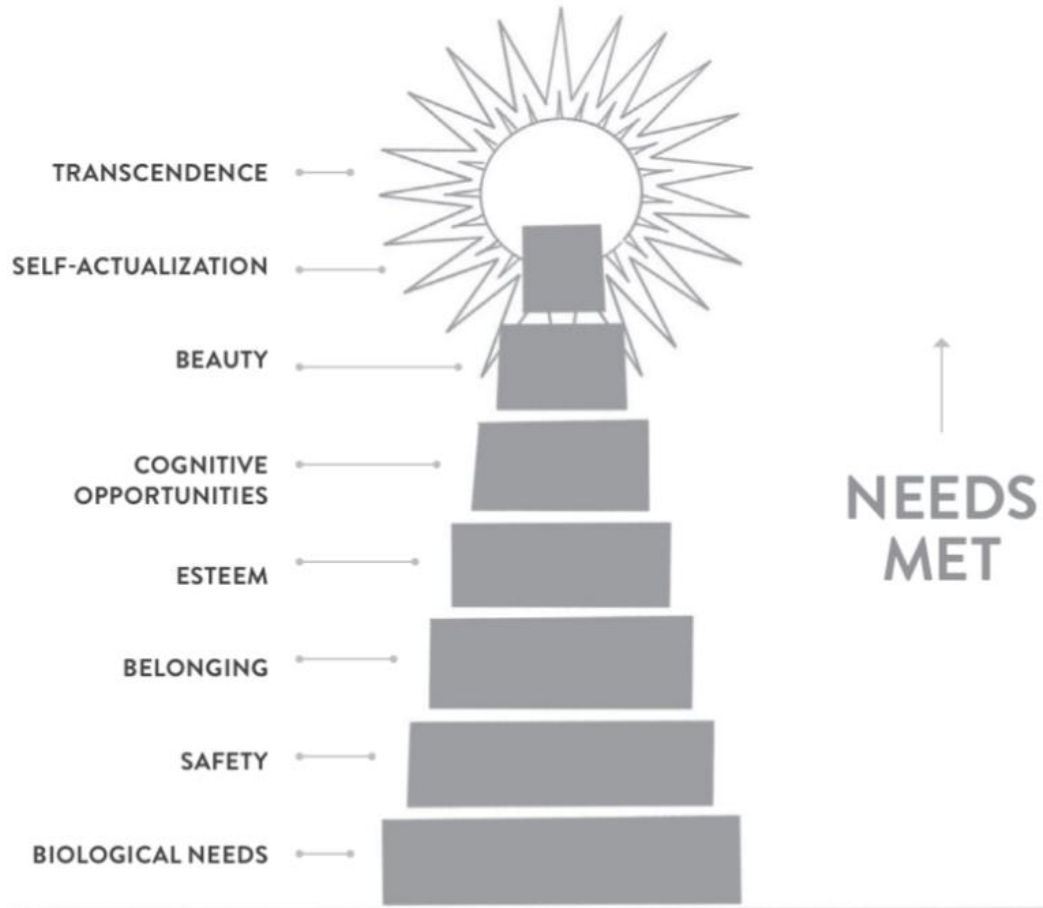 TRANSCENDENCE
SELF-ACTUALIZATION
BEAUTY
COGNITIVE
OPPORTUNITIES
ESTEEM
BELONGING
SAFETY
BIOLOGICAL NEEDS
NEEDS
MET